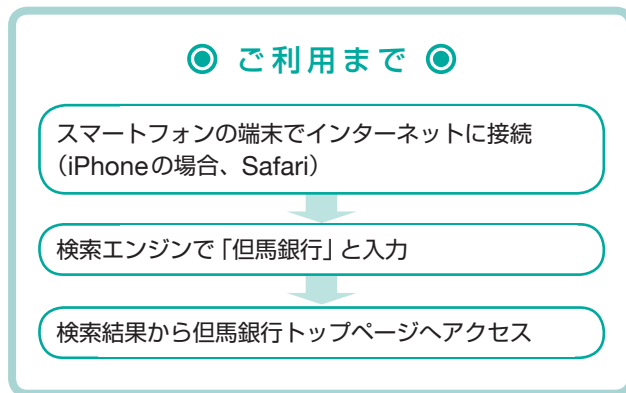 ◉ ご利用まで ◉
スマートフォンの端末でインターネットに接続
（iPhoneの場合、Safari）
検索エンジンで「但馬銀行」と入力
検索結果から但馬銀行トップページへアクセス